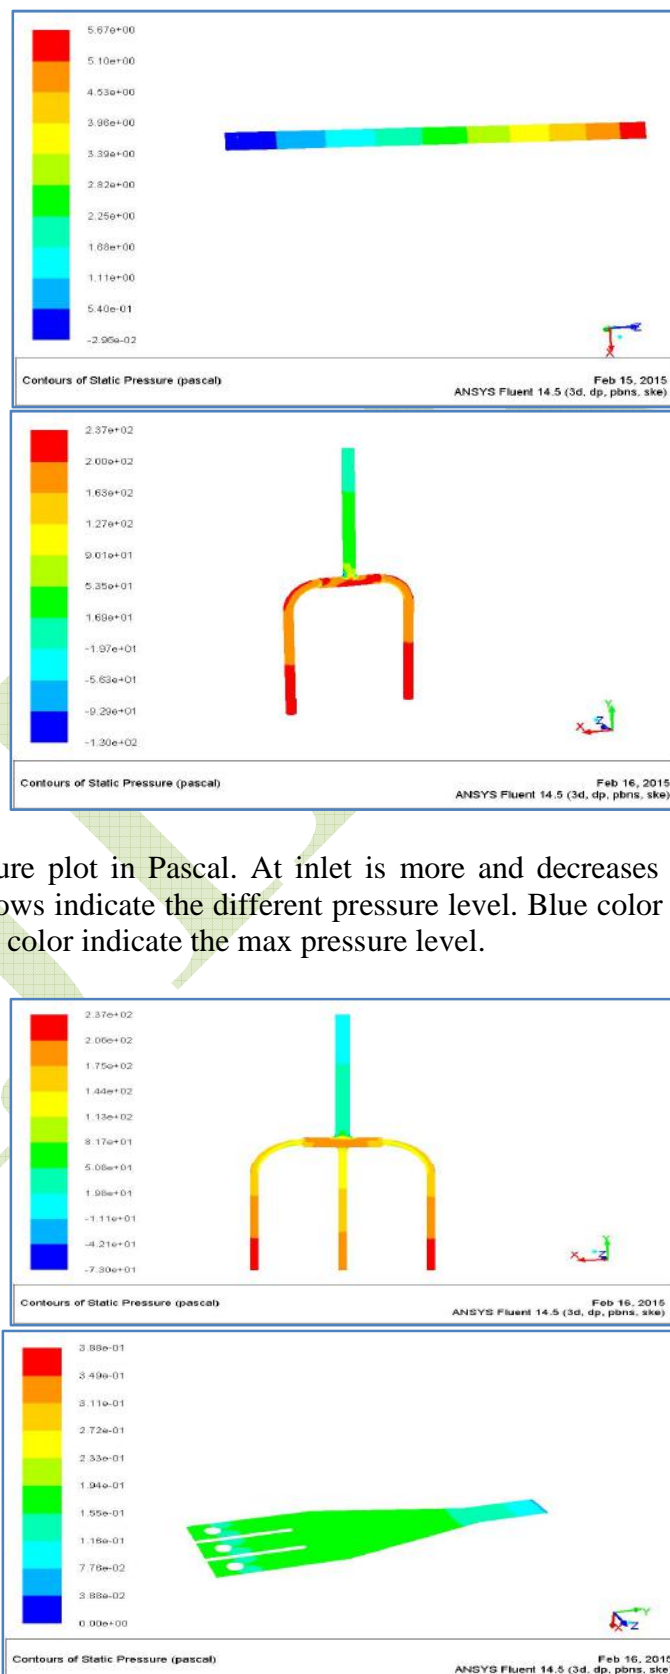 5.67e+00
5.10e+00
4.53e+00
3.96e+00
3.39e+00
2.82e+00
2.25e+00
1.68e+00
1.11e+00
5.40e-01
-2.95e-02
Z
X
Contours of Static Pressure (pascal)
Feb 15, 2015
ANSYS Fluent 14.5 (3d, dp, pbns, ske)
2.37e+02
2.00e+02
1.63e+02
1.27e+02
9.01e+01
5.35e+01
1.69e+01
-1.97e+01
-5.63e+01
-9.29e+01
-1.30e+02
Y
X Z
Contours of Static Pressure (pascal)
Feb 16, 2015
ANSYS Fluent 14.5 (3d, dp, pbns, ske)
ure plot in Pascal. At inlet is more and decreases
ows indicate the different pressure level. Blue color
color indicate the max pressure level.
2.37e+02
2.06e+02
1.75e+02
1.44e+02
1.13e+02
8.17e+01
5.08e+01
1.98e+01
-1.11e+01
-4.21e+01
-7.30e+01
Y
X Z
Contours of Static Pressure (pascal)
Feb 16, 2015
ANSYS Fluent 14.5 (3d, dp, pbns, ske)
3.88e-01
3.49e-01
3.11e-01
2.72e-01
2.33e-01
1.94e-01
1.55e-01
1.16e-01
7.76e-02
3.88e-02
0.00e+00
Y
X Z
Contours of Static Pressure (pascal)
Feb 16, 2015
ANSYS Fluent 14.5 (3d, dp, pbns, ske)